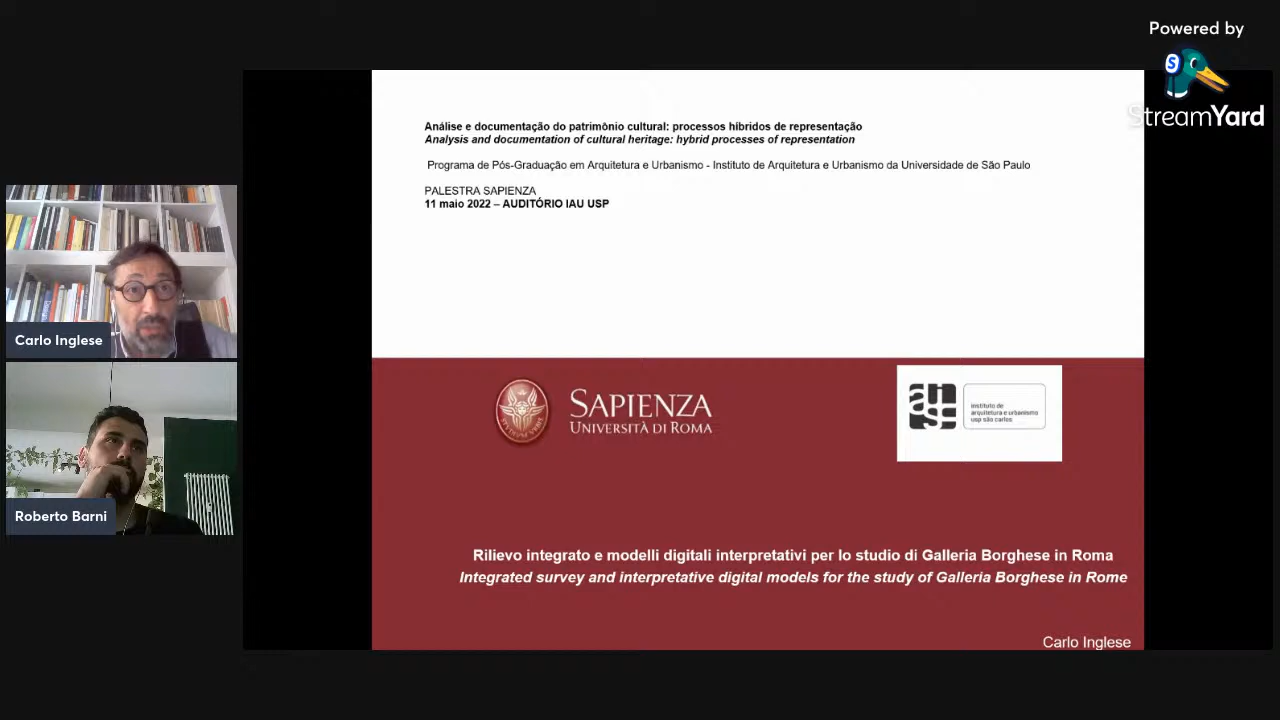 Powered by
StreamYard
Análise e documentação do patrimônio cultural: processos híbridos de representação
Analysis and documentation of cultural heritage: hybrid processes of representation
Programa de Pós-Graduação em Arquitetura e Urbanismo - Instituto de Arquitetura e Urbanismo da Universidade de São Paulo
PALESTRA SAPIENZA
11 maio 2022 – AUDITÓRIO IAU USP
Carlo Inglese
Roberto Barni
SAPIENZA
UNIVERSITÀ DI ROMA
instituto de
arquitetura e urbanismo
usp são carlos
Rilievo integrato e modelli digitali interpretativi per lo studio di Galleria Borghese in Roma
Integrated survey and interpretative digital models for the study of Galleria Borghese in Rome
Carlo Inglese